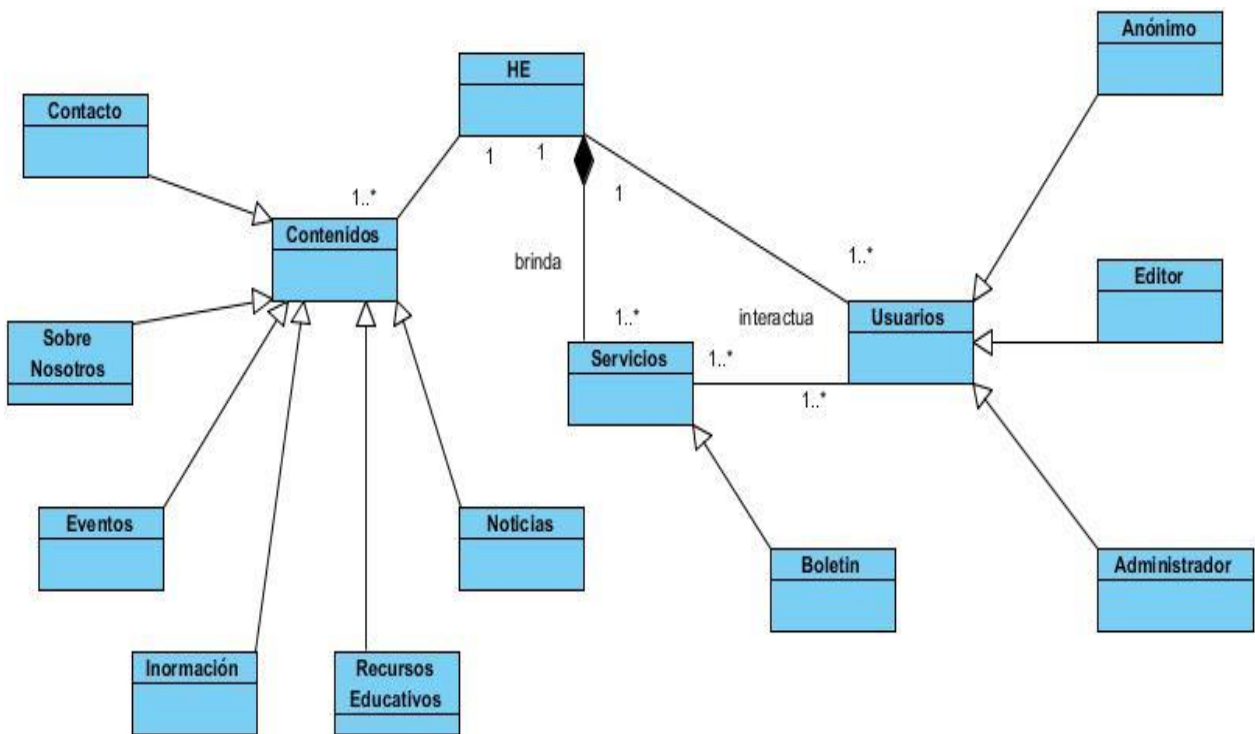 Anónimo
HE
Contacto
1
1
1..*
1
Contenidos
brinda
1..*
Editor
Sobre
Nosotros
1..*
interactua
Usuarios
Servicios
1..*
1..*
Eventos
Noticias
Boletin
Administrador
Inormación
Recursos
Educativos